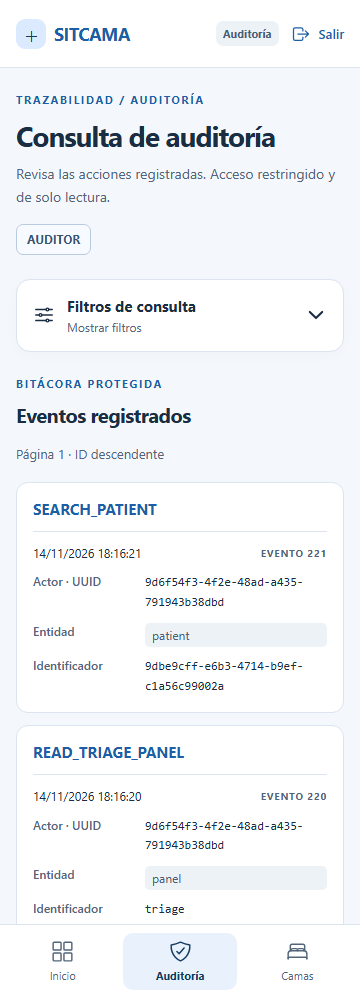 SITCAMA
Auditoría
Salir
TRAZABILIDAD / AUDITORÍA
Consulta de auditoría
Revisa las acciones registradas. Acceso restringido y
de solo lectura.
AUDITOR
Filtros de consulta
Mostrar filtros
BITÁCORA PROTEGIDA
Eventos registrados
Página 1 · ID descendente
SEARCH_PATIENT
14/11/2026 18:16:21
EVENTO 221
Actor · UUID
9d6f54f3-4f2e-48ad-a435-
791943b38dbd
Entidad
patient
Identificador
9dbe9cff-e6b3-4714-b9ef-
c1a56c99002a
READ_TRIAGE_PANEL
14/11/2026 18:16:20
EVENTO 220
Actor · UUID
9d6f54f3-4f2e-48ad-a435-
791943b38dbd
Entidad
panel
Identificador
triage
Inicio
Auditoría
Camas